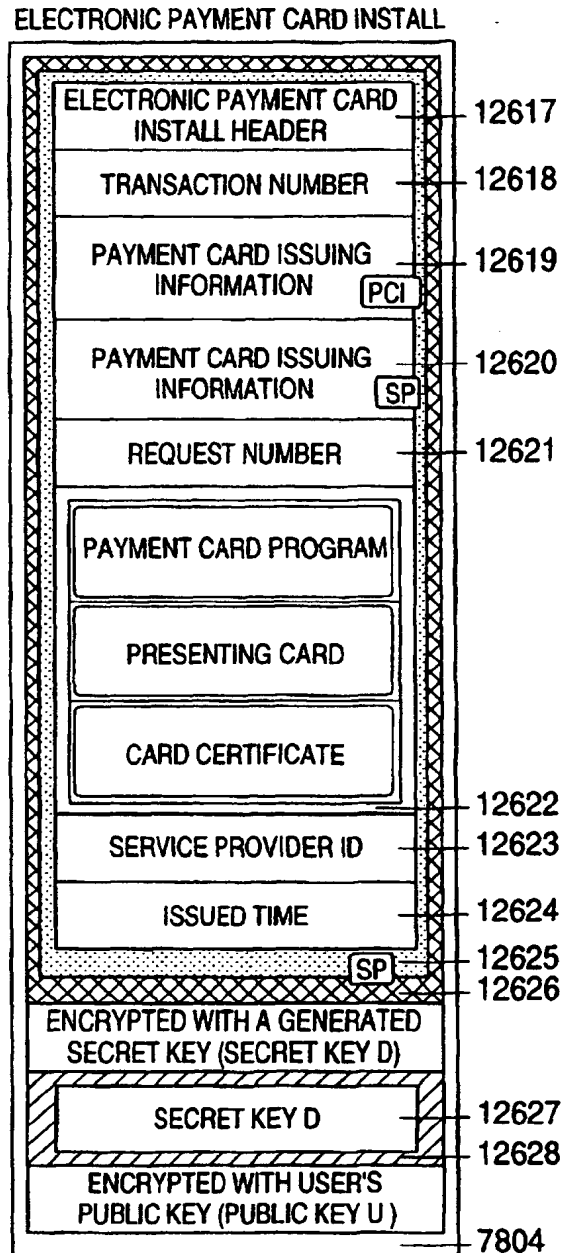 ELECTRONIC PAYMENT CARD INSTALL
ELECTRONIC PAYMENT CARD
INSTALL HEADER
12617
TRANSACTION NUMBER
12618
PAYMENT CARD ISSUING
INFORMATION
PCI
12619
PAYMENT CARD ISSUING
INFORMATION
SP
12620
REQUEST NUMBER
12621
PAYMENT CARD PROGRAM
PRESENTING CARD
CARD CERTIFICATE
12622
SERVICE PROVIDER ID
12623
ISSUED TIME
12624
SP
12625
12626
ENCRYPTED WITH A GENERATED
SECRET KEY (SECRET KEY D)
SECRET KEY D
12627
12628
ENCRYPTED WITH USER'S
PUBLIC KEY (PUBLIC KEY U )
7804